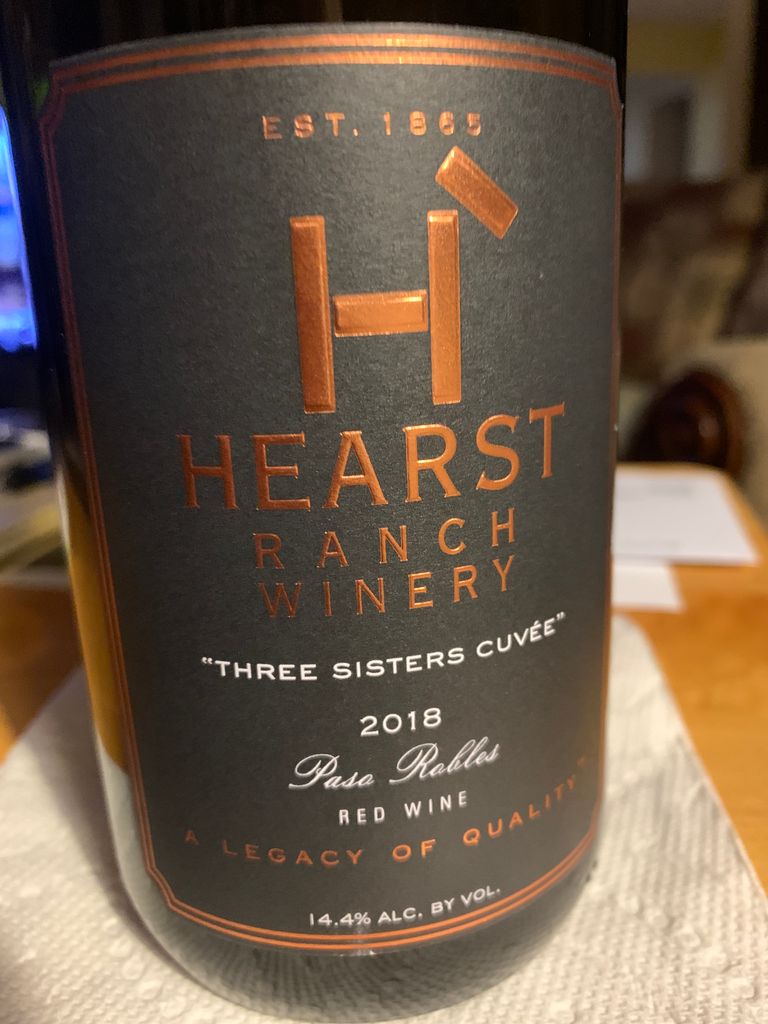 EST. 1865
H
HEARST
RANCH
WINERY
"THREE SISTERS CUVÉE"
2018
Paso Robles
RED WINE
A LEGACY OF QUALITY™
14.4% ALC. BY VOL.